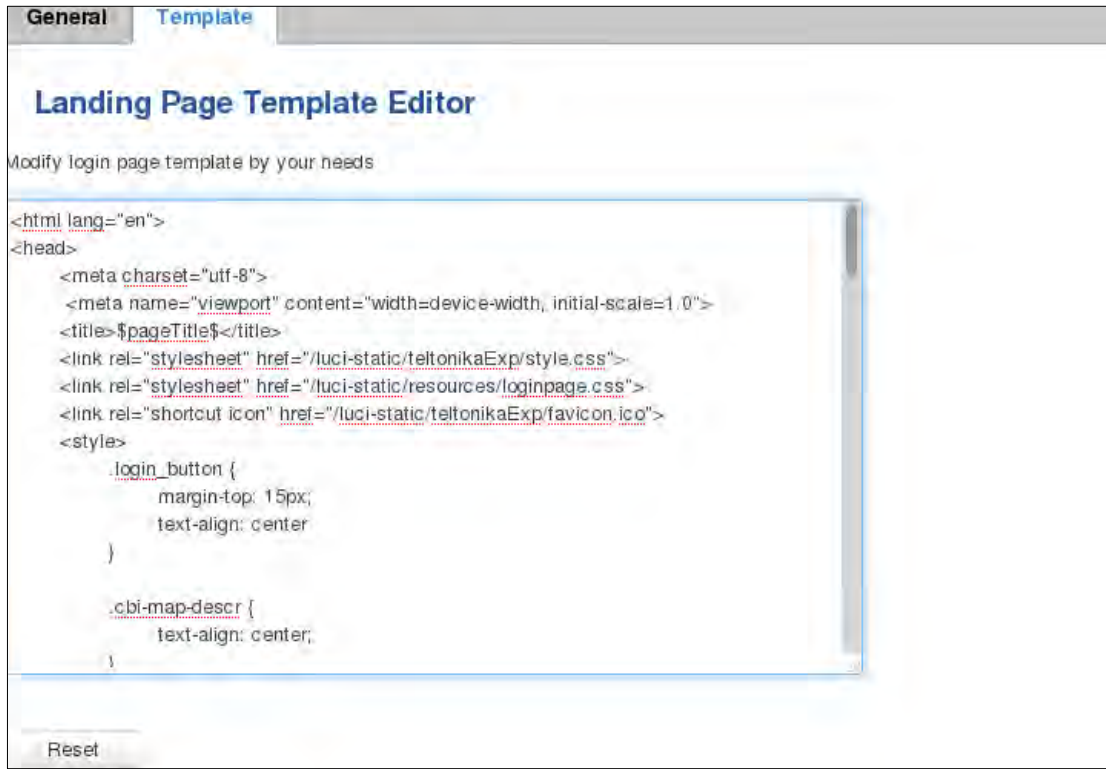 General Template
Landing Page Template Editor
Modify login page template by your needs
<html lang="en">
<head>
<meta charset="utf-8">
<meta name="viewport" content="width=device-width, initial-scale=1.0">
<title>$pageTitle$</title>
<link rel="stylesheet" href="/luci-static/teltonikaExp/style.css">
<link rel="stylesheet" href="/luci-static/resources/loginpage.css">
<link rel="shortcut icon" href="/luci-static/teltonikaExp/favicon.ico">
<style>
.login_button {
margin-top: 15px;
text-align: center
}
.cbi-map-descr {
text-align: center;
}
Reset